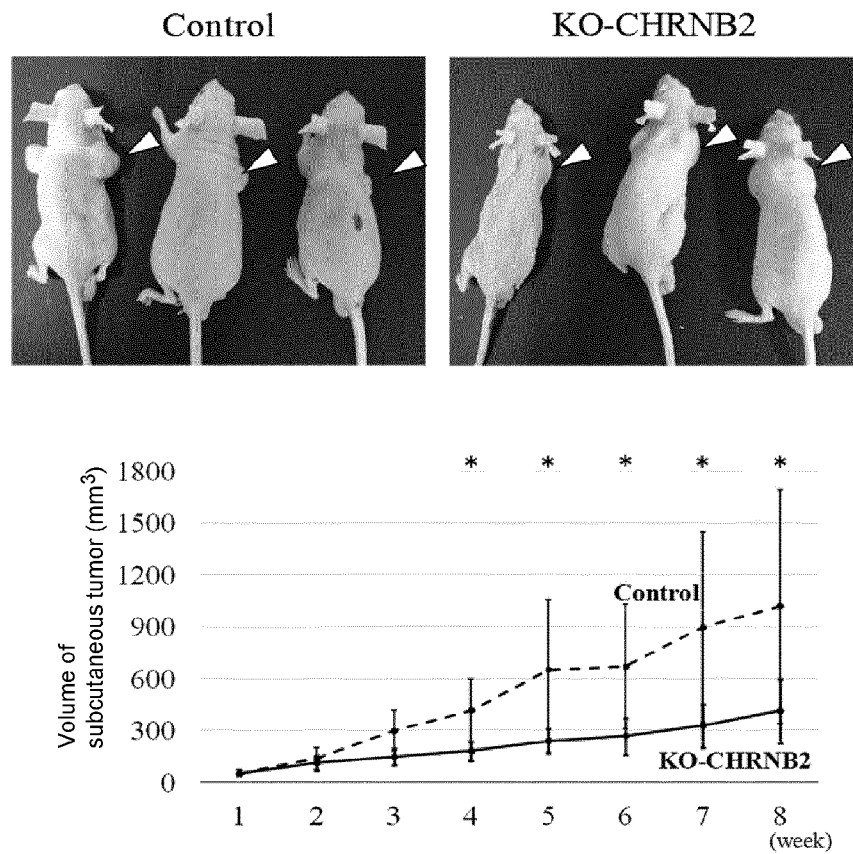 Control
KO-CHRNB2
Volume of
subcutaneous tumor (mm³)
1800
1500
1200
900
600
300
0
* * * * *
Control
KO-CHRNB2
1 2 3 4 5 6 7 8
(week)